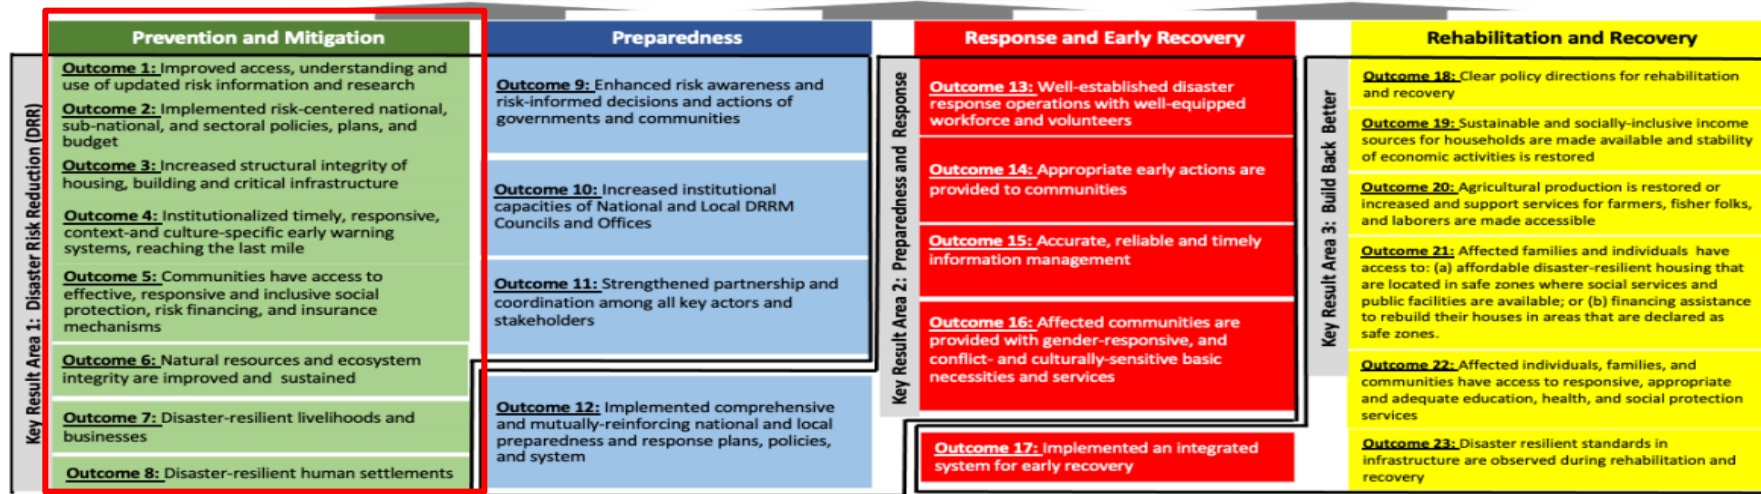 Prevention and Mitigation
Key Result Area 1:  Disaster Risk Reduction (DRR)
Outcome 1: Improved access, understanding and
use of updated risk information and research
Outcome 2: Implemented risk-centered national,
sub-national, and sectoral policies, plans, and
budget
Outcome 3: Increased structural integrity of
housing, building and critical infrastructure
Outcome 4: Institutionalized timely, responsive,
context-and culture-specific early warning
systems, reaching the last mile
Outcome 5: Communities have access to
effective, responsive and inclusive social
protection, risk financing, and insurance
mechanisms
Outcome 6: Natural resources and ecosystem
integrity are improved and  sustained
Outcome 7: Disaster-resilient livelihoods and
businesses
Outcome 8: Disaster-resilient human settlements
Preparedness
Outcome 9: Enhanced risk awareness and
risk-informed decisions and actions of
governments and communities
Outcome 10: Increased institutional
capacities of National and Local DRRM
Councils and Offices
Outcome 11: Strengthened partnership and
coordination among all key actors and
stakeholders
Outcome 12: Implemented comprehensive
and mutually-reinforcing national and local
preparedness and response plans, policies,
and system
Response and Early Recovery
Key Result Area 2:  Preparedness and Response
Outcome 13: Well-established disaster
response operations with well-equipped
workforce and volunteers
Outcome 14: Appropriate early actions are
provided to communities
Outcome 15: Accurate, reliable and timely
information management
Outcome 16: Affected communities are
provided with gender-responsive, and
conflict- and culturally-sensitive basic
necessities and services
Outcome 17: Implemented an integrated
system for early recovery
Rehabilitation and Recovery
Key Result Area 3:  Build Back Better
Outcome 18: Clear policy directions for rehabilitation
and recovery
Outcome 19: Sustainable and socially-inclusive income
sources for households are made available and stability
of economic activities is restored
Outcome 20: Agricultural production is restored or
increased and support services for farmers, fisher folks,
and laborers are made accessible
Outcome 21: Affected families and individuals  have
access to: (a) affordable disaster-resilient housing that
are located in safe zones where social services and
public facilities are available; or (b) financing assistance
to rebuild their houses in areas that are declared as
safe zones.
Outcome 22: Affected individuals, families, and
communities have access to responsive, appropriate
and adequate education, health, and social protection
services
Outcome 23: Disaster resilient standards in
infrastructure are observed during rehabilitation and
recovery